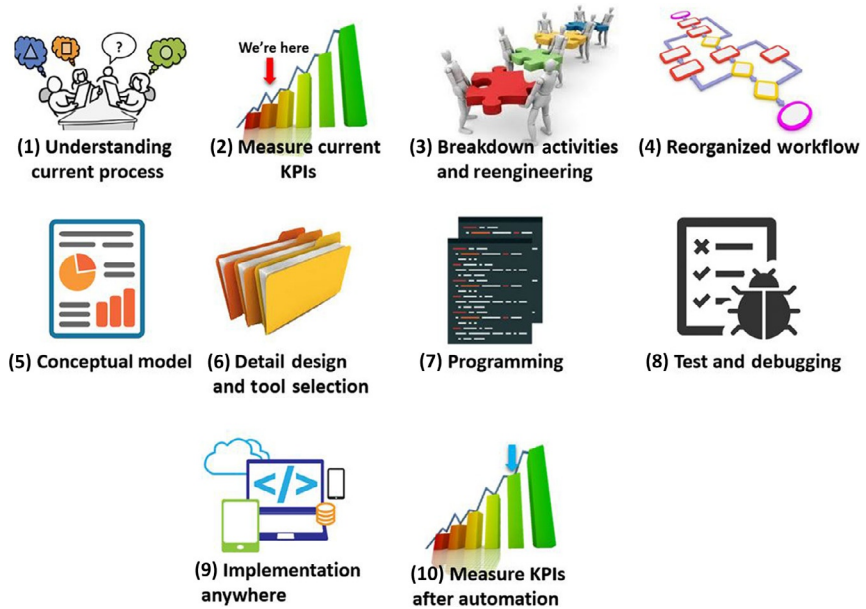 ?
We're here
(1) Understanding
current process
(2) Measure current
KPIs
(3) Breakdown activities
and reengineering
(4) Reorganized workflow
(5) Conceptual model
(6) Detail design
and tool selection
(7) Programming
(8) Test and debugging
</>
(9) Implementation
anywhere
(10) Measure KPIs
after automation